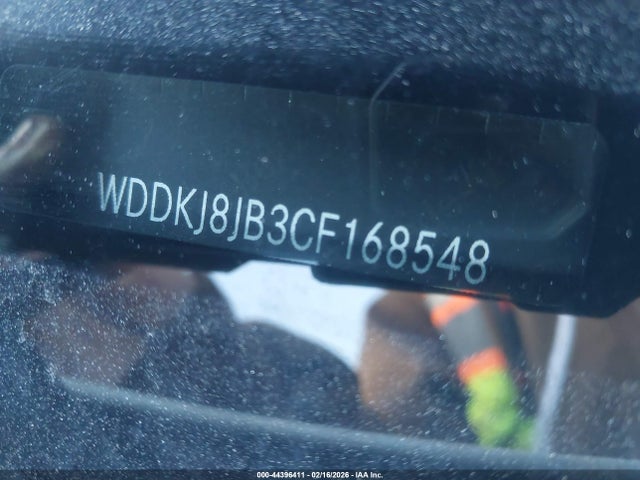 WDDKJ8JB3CF168548
000-44396411 - 02/16/2026 - IAA Inc.